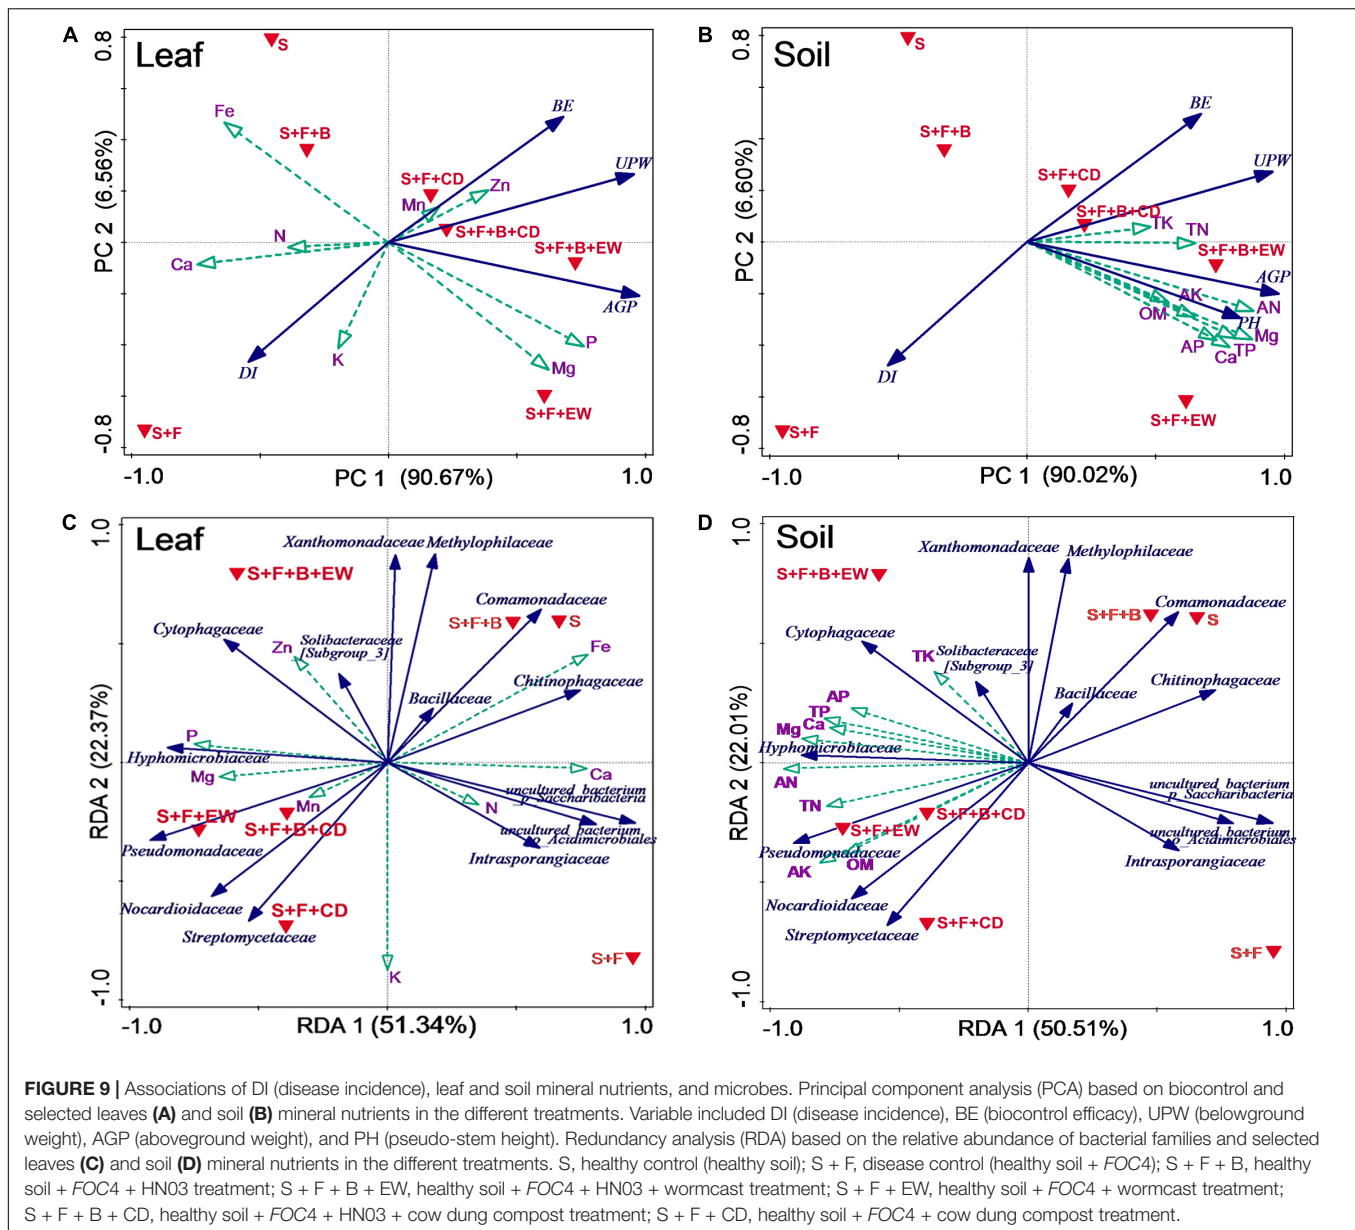 A
Leaf
0.8
PC 2 (6.56%)
-0.8
-1.0
PC 1 (90.67%)
1.0
S
Fe
S+F+B
BE
UPW
S+F+CD
Zn
Mn
S+F+B+CD
N
S+F+B+EW
Ca
AGP
K
P
DI
Mg
S+F+EW
S+F
B
Soil
0.8
PC 2 (6.60%)
-0.8
-1.0
PC 1 (90.02%)
1.0
S
BE
S+F+B
UPW
S+F+CD
S+F+B+CD
TK
TN
S+F+B+EW
AGP
AK
AN
OM
PH
Mg
AP
TP
Ca
DI
S+F+EW
S+F
C
Leaf
1.0
RDA 2 (22.37%)
-1.0
-1.0
RDA 1 (51.34%)
1.0
Xanthomonadaceae
Methylophilaceae
S+F+B+EW
Comamonadaceae
Cytophagaceae
S+F+B
S
Zn
Solibacteraceae
[Subgroup_3]
Fe
Chitinophagaceae
Bacillaceae
P
Hyphomicrobiaceae
Mg
Ca
uncultured_bacterium
_p_Saccharibacteria
Mn
N
S+F+EW
S+F+B+CD
uncultured_bacterium
_o_Acidimicrobiales
Pseudomonadaceae
Intrasporangiaceae
Nocardioidaceae
S+F+CD
Streptomycetaceae
S+F
K
D
Soil
1.0
RDA 2 (22.01%)
-1.0
-1.0
RDA 1 (50.51%)
1.0
Xanthomonadaceae
Methylophilaceae
S+F+B+EW
Comamonadaceae
S+F+B
S
Cytophagaceae
TK
Solibacteraceae
[Subgroup_3]
Chitinophagaceae
AP
Bacillaceae
TP
Ca
Mg
Hyphomicrobiaceae
AN
uncultured_bacterium
_p_Saccharibacteria
TN
S+F+B+CD
S+F+EW
uncultured_bacterium
_o_Acidimicrobiales
Pseudomonadaceae
AK
OM
Intrasporangiaceae
Nocardioidaceae
Streptomycetaceae
S+F+CD
S+F
FIGURE 9 | Associations of DI (disease incidence), leaf and soil mineral nutrients, and microbes. Principal component analysis (PCA) based on biocontrol and
selected leaves (A) and soil (B) mineral nutrients in the different treatments. Variable included DI (disease incidence), BE (biocontrol efficacy), UPW (belowground
weight), AGP (aboveground weight), and PH (pseudo-stem height). Redundancy analysis (RDA) based on the relative abundance of bacterial families and selected
leaves (C) and soil (D) mineral nutrients in the different treatments. S, healthy control (healthy soil); S + F, disease control (healthy soil + FOC4); S + F + B, healthy
soil + FOC4 + HN03 treatment; S + F + B + EW, healthy soil + FOC4 + HN03 + wormcast treatment; S + F + EW, healthy soil + FOC4 + wormcast treatment;
S + F + B + CD, healthy soil + FOC4 + HN03 + cow dung compost treatment; S + F + CD, healthy soil + FOC4 + cow dung compost treatment.